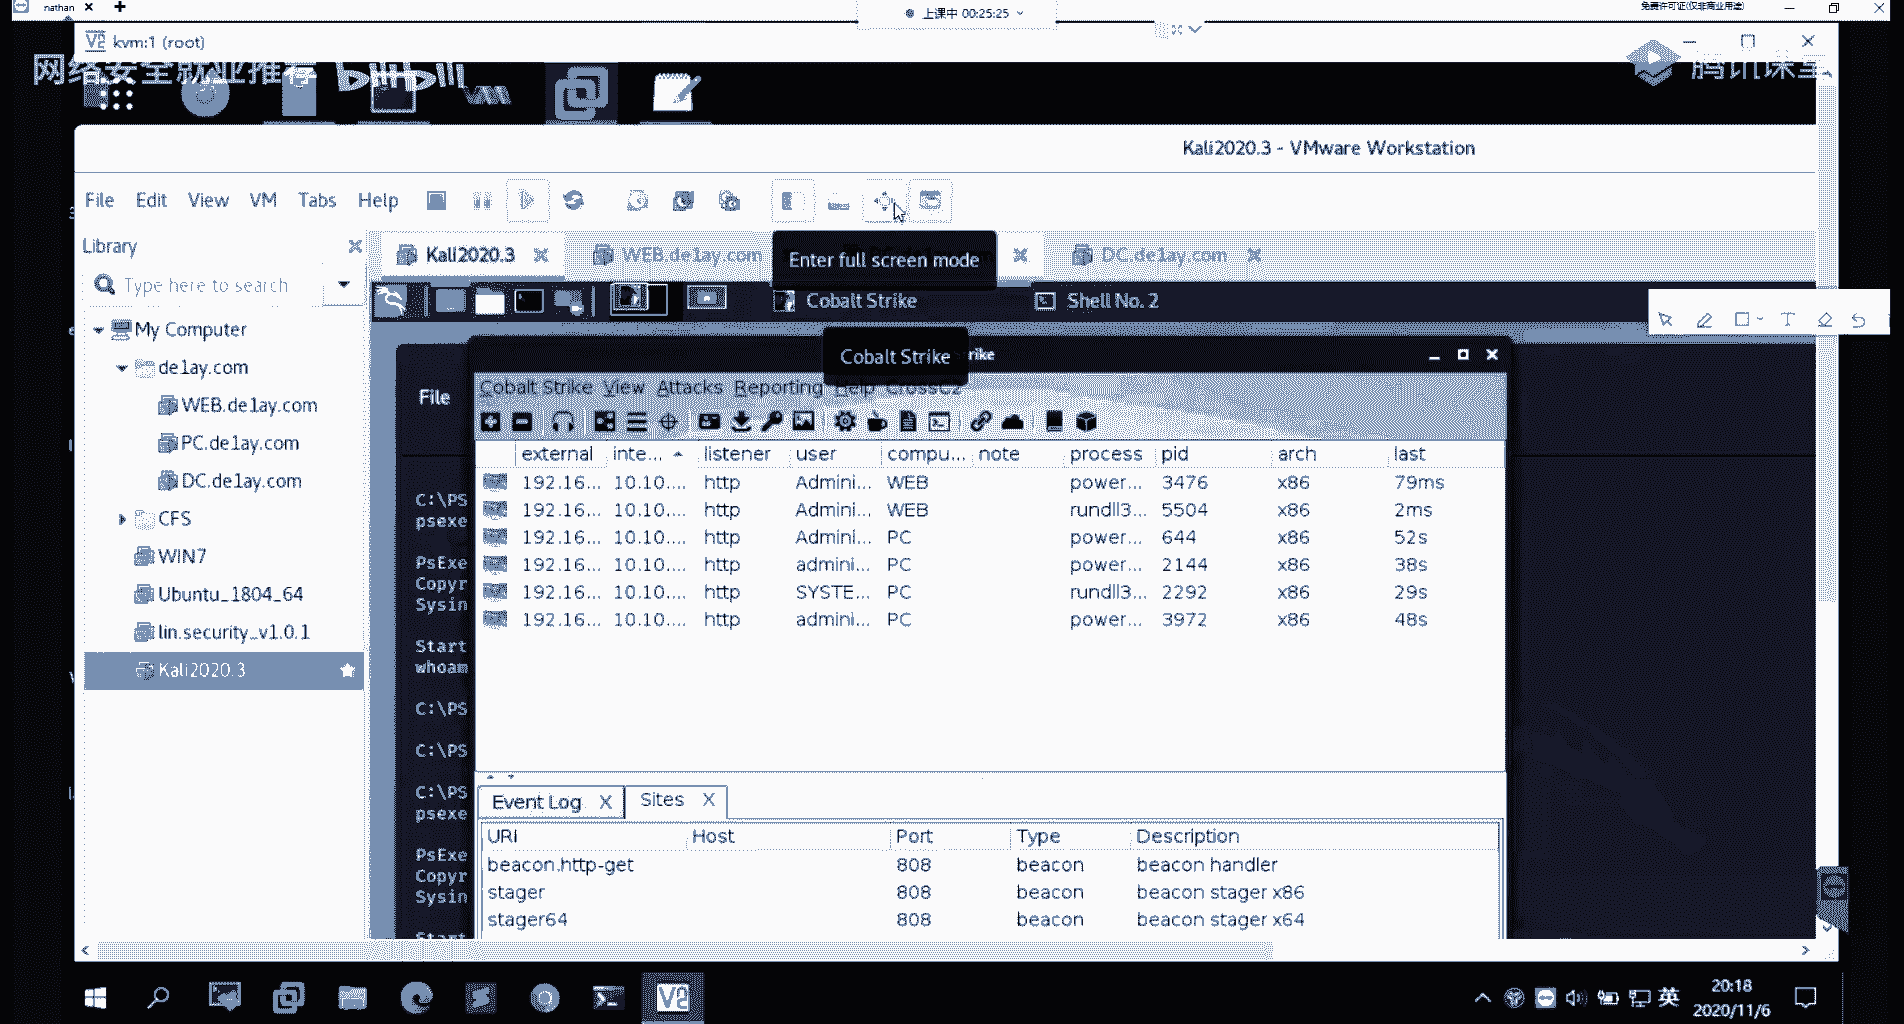 nathan
上课中 00:25:25
免费许可证(仅非商业用途)
V2 kvm:1 (root)
网络安全就业推荐 bilibili
腾讯课堂
Kali2020.3 - VMware Workstation
File Edit View VM Tabs Help
Library
Type here to search
My Computer
de1ay.com
WEB.de1ay.com
PC.de1ay.com
DC.de1ay.com
CFS
WIN7
Ubuntu_1804_64
lin.security_v1.0.1
Kali2020.3
Kali2020.3 WEB.de1ay.com DC.de1ay.com
Enter full screen mode
Cobalt Strike Shell No. 2
Cobalt Strike rike
File
Cobalt Strike View Attacks Reporting Help CrossC2
external inte... listener user compu... note process pid arch last
192.16... 10.10.... http Admini... WEB power... 3476 x86 79ms
192.16... 10.10.... http Admini... WEB rundll3... 5504 x86 2ms
192.16... 10.10.... http Admini... PC power... 644 x86 52s
192.16... 10.10.... http admini... PC power... 2144 x86 38s
192.16... 10.10.... http SYSTE... PC rundll3... 2292 x86 29s
192.16... 10.10.... http admini... PC power... 3972 x86 48s
C:\PS
psexe
PsExe
Copyr
Sysin
Start
whoam
C:\PS
C:\PS
C:\PS
psexe
PsExe
Copyr
Sysin
Start
Event Log X Sites X
URI Host Port Type Description
beacon.http-get 808 beacon beacon handler
stager 808 beacon beacon stager x86
stager64 808 beacon beacon stager x64
V2
英
20:18
2020/11/6